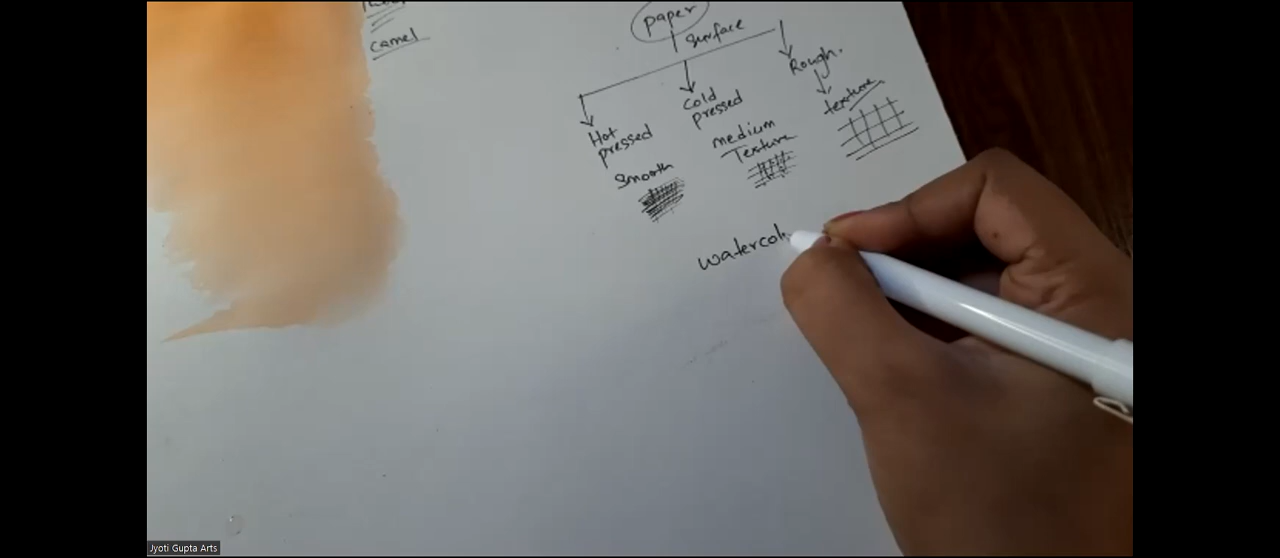 camel
paper
surface
Hot
pressed
smooth
Cold
pressed
medium
Texture
Rough.
texture
watercol
Jyoti Gupta Arts